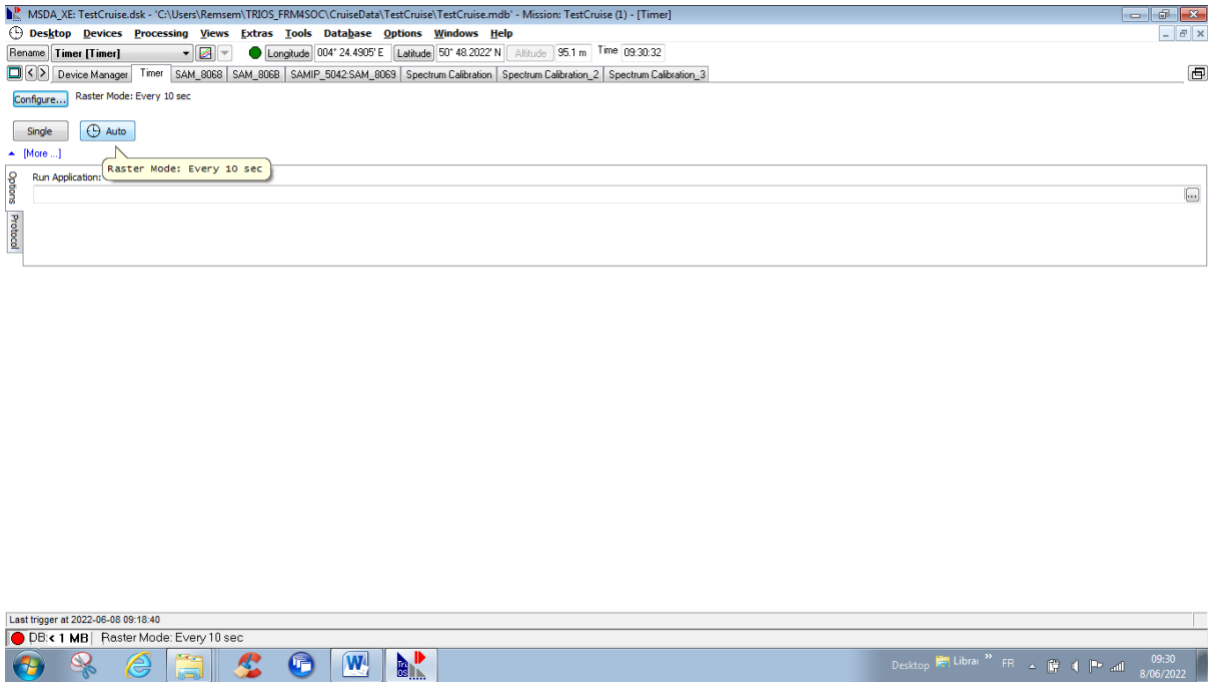 MSDA_XE: TestCruise.dsk - 'C:\Users\Remsem\TRIOS_FRM4SOC\CruiseData\TestCruise\TestCruise.mdb' - Mission: TestCruise (1) - [Timer]
Desktop Devices Processing Views Extras Tools Database Options Windows Help
Rename Timer [Timer] Longitude 004° 24.4905' E Latitude 50° 48.2022' N Altitude 95.1 m Time 09:30:32
Device Manager Timer SAM_8068 SAM_806B SAMIP_5042:SAM_8069 Spectrum Calibration Spectrum Calibration_2 Spectrum Calibration_3
Configure... Raster Mode: Every 10 sec
Single Auto
[More ...]
Raster Mode: Every 10 sec
Options Run Application:
...
Protocol
Last trigger at 2022-06-08 09:18:40
DB:< 1 MB Raster Mode: Every 10 sec
Desktop Librai » FR 09:30
8/06/2022